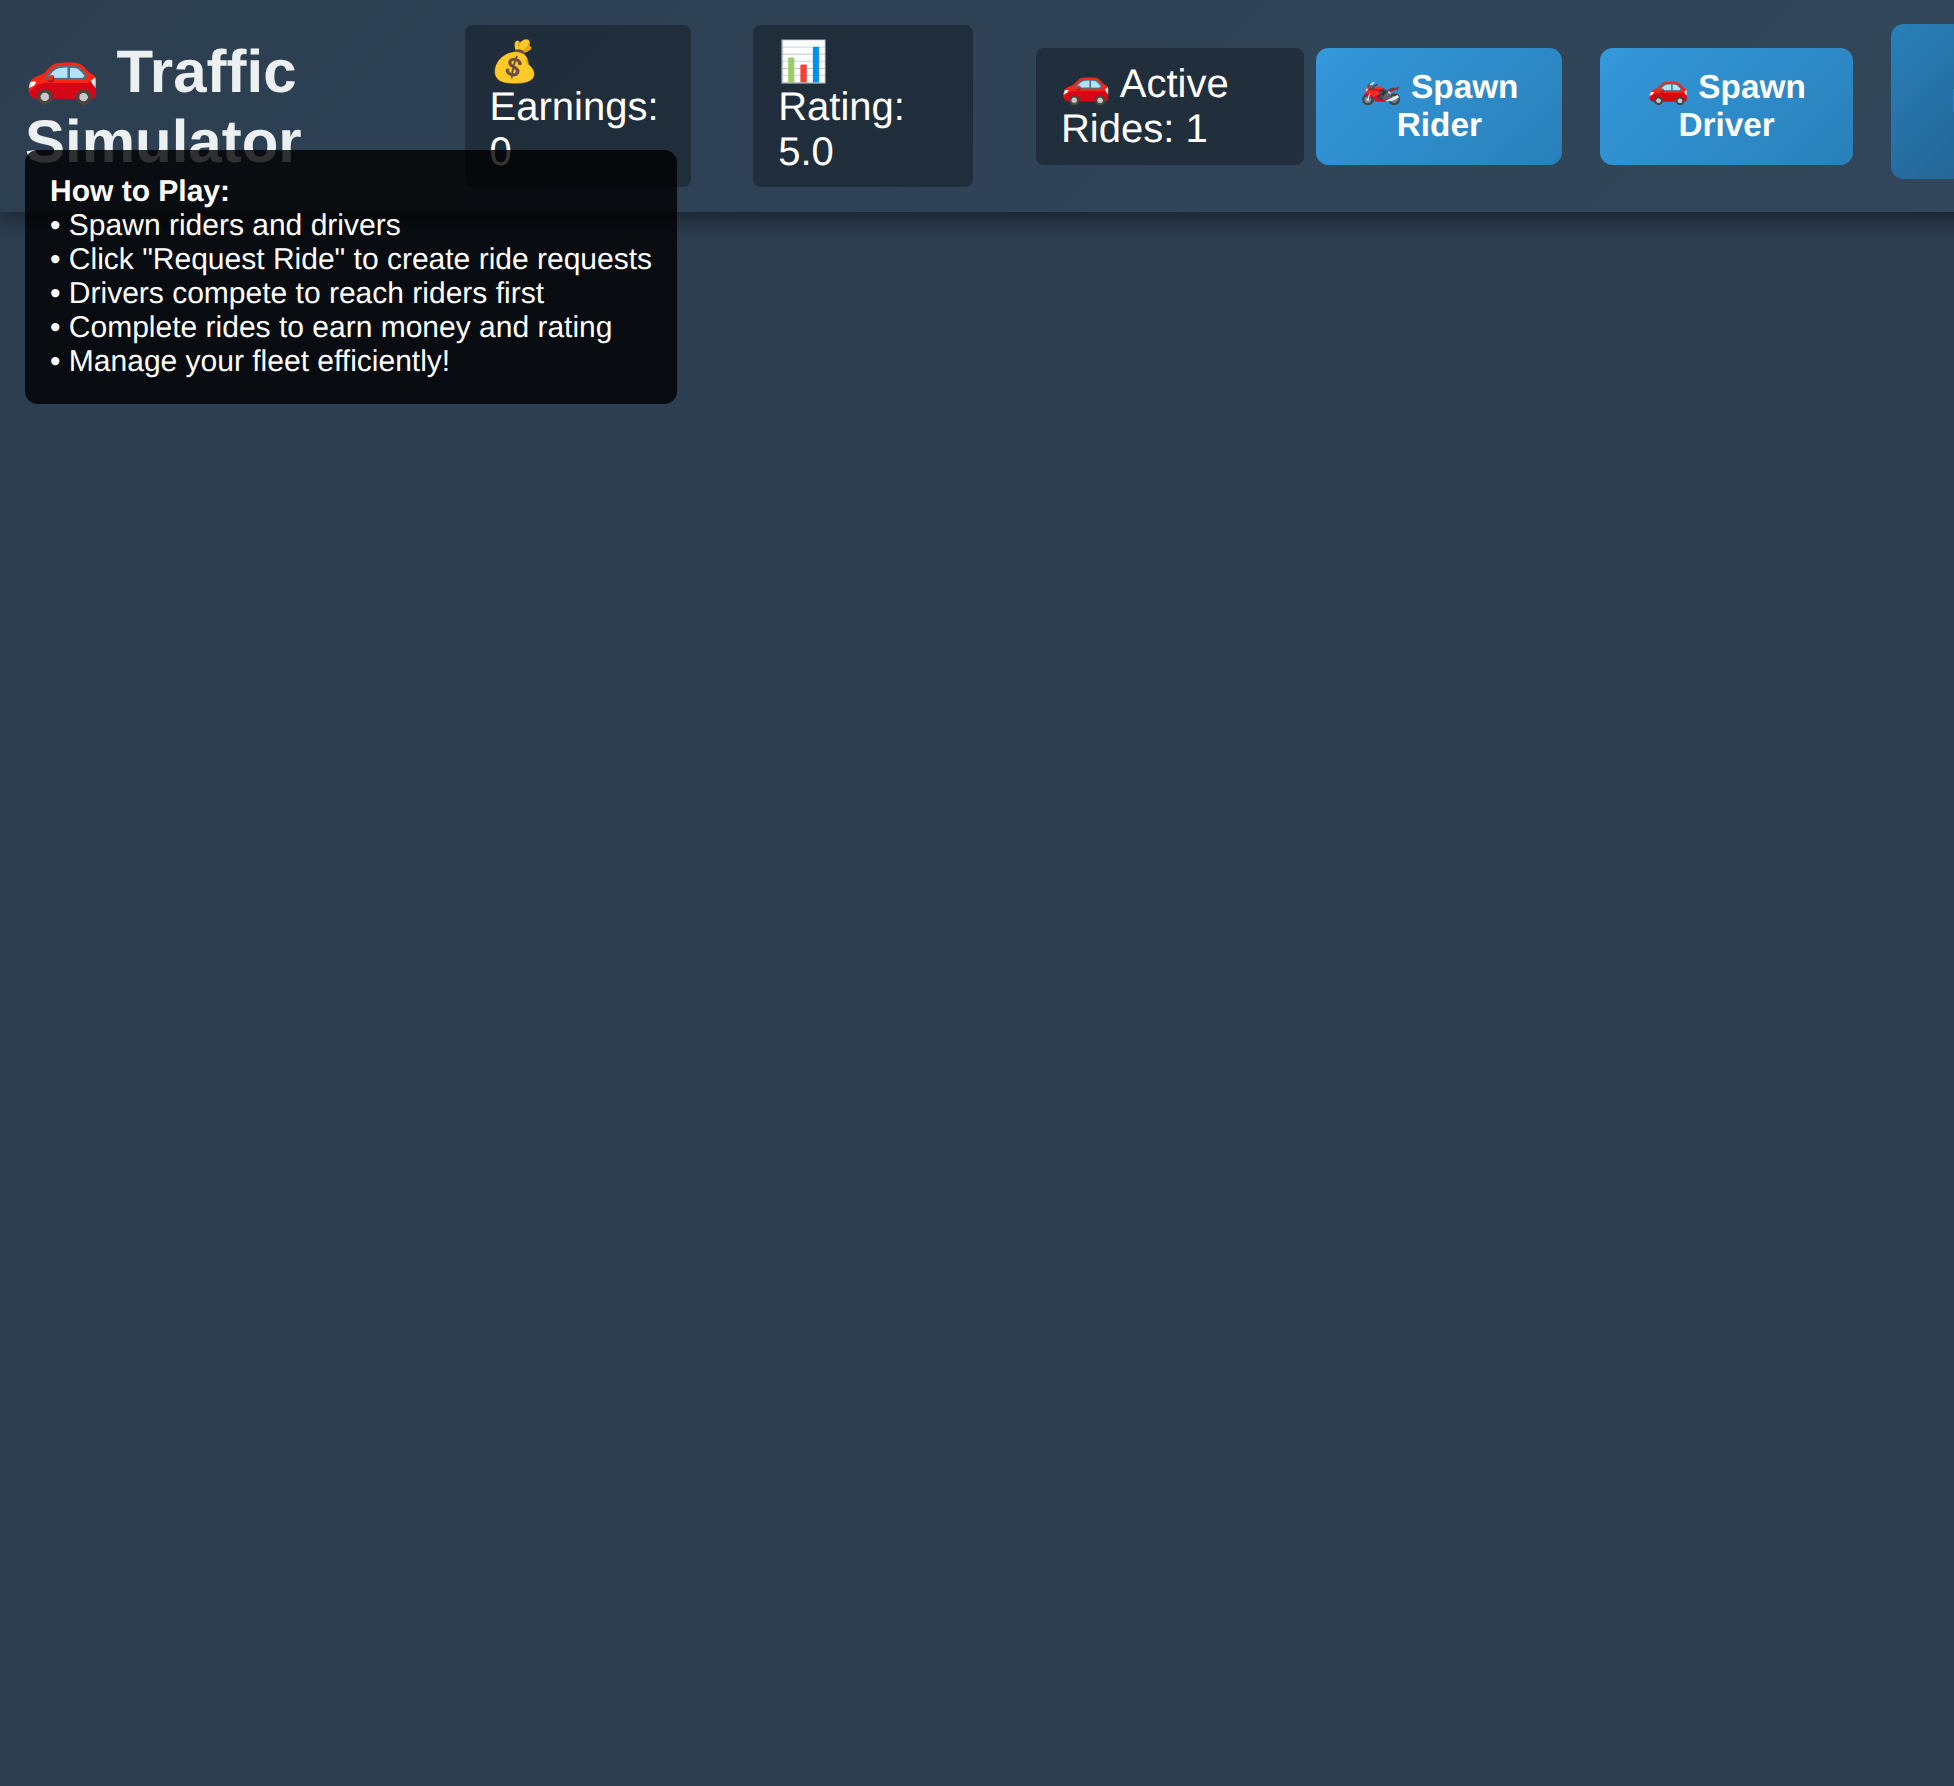 🚗 Traffic
Simulator
💰
Earnings:
0
📊
Rating:
5.0
🚗 Active
Rides: 1
🏍️ Spawn
Rider
🚗 Spawn
Driver
How to Play:
• Spawn riders and drivers
• Click "Request Ride" to create ride requests
• Drivers compete to reach riders first
• Complete rides to earn money and rating
• Manage your fleet efficiently!